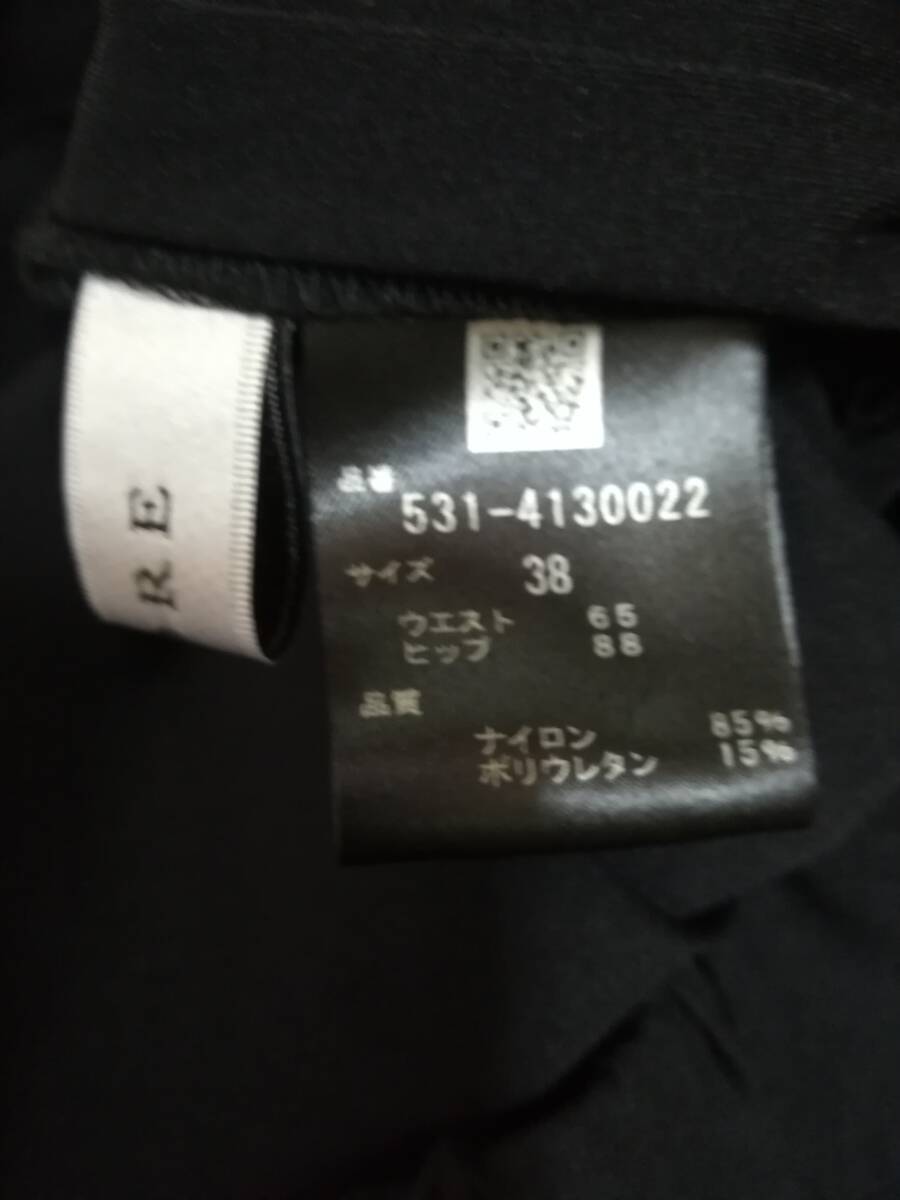 RE
品番
531-4130022
サイズ 38
ウエスト 65
ヒップ 88
品質
ナイロン 85%
ポリウレタン 15%